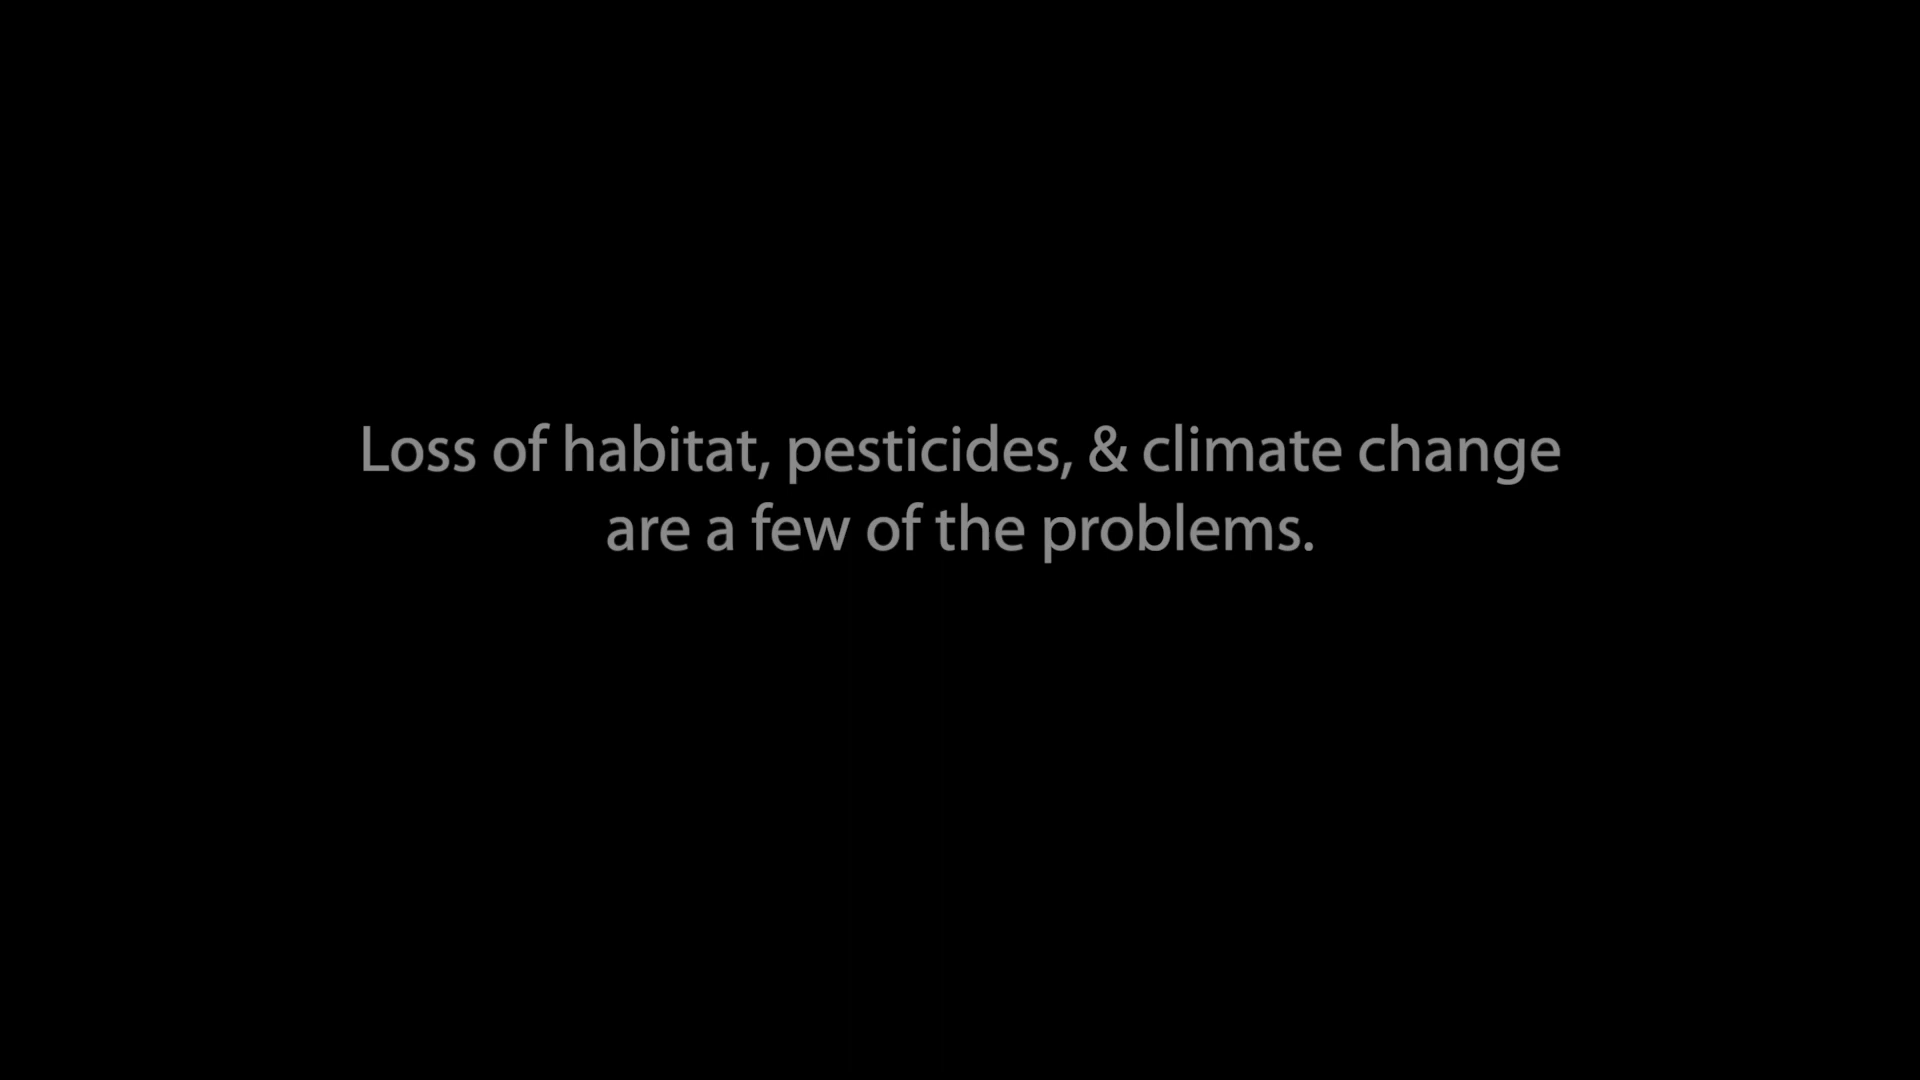 Loss of habitat, pesticides, & climate change
are a few of the problems.